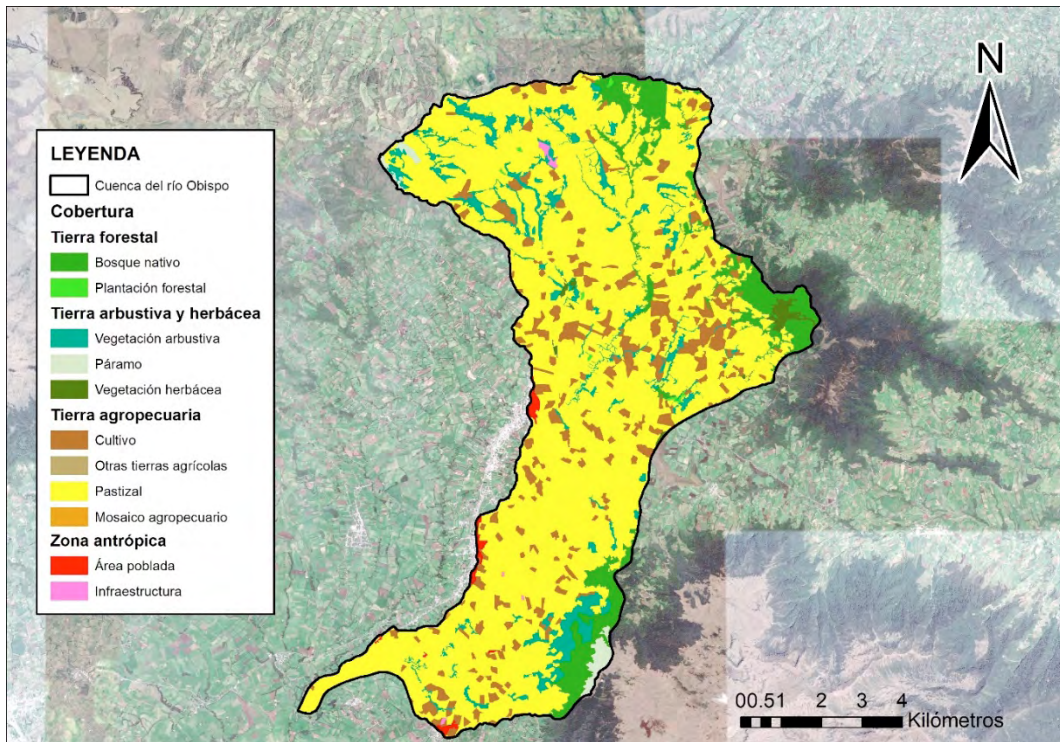 N
LEYENDA
Cuenca del río Obispo
Cobertura
Tierra forestal
Bosque nativo
Plantación forestal
Tierra arbustiva y herbácea
Vegetación arbustiva
Páramo
Vegetación herbácea
Tierra agropecuaria
Cultivo
Otras tierras agrícolas
Pastizal
Mosaico agropecuario
Zona antrópica
Área poblada
Infraestructura
00.51 2 3 4
Kilómetros